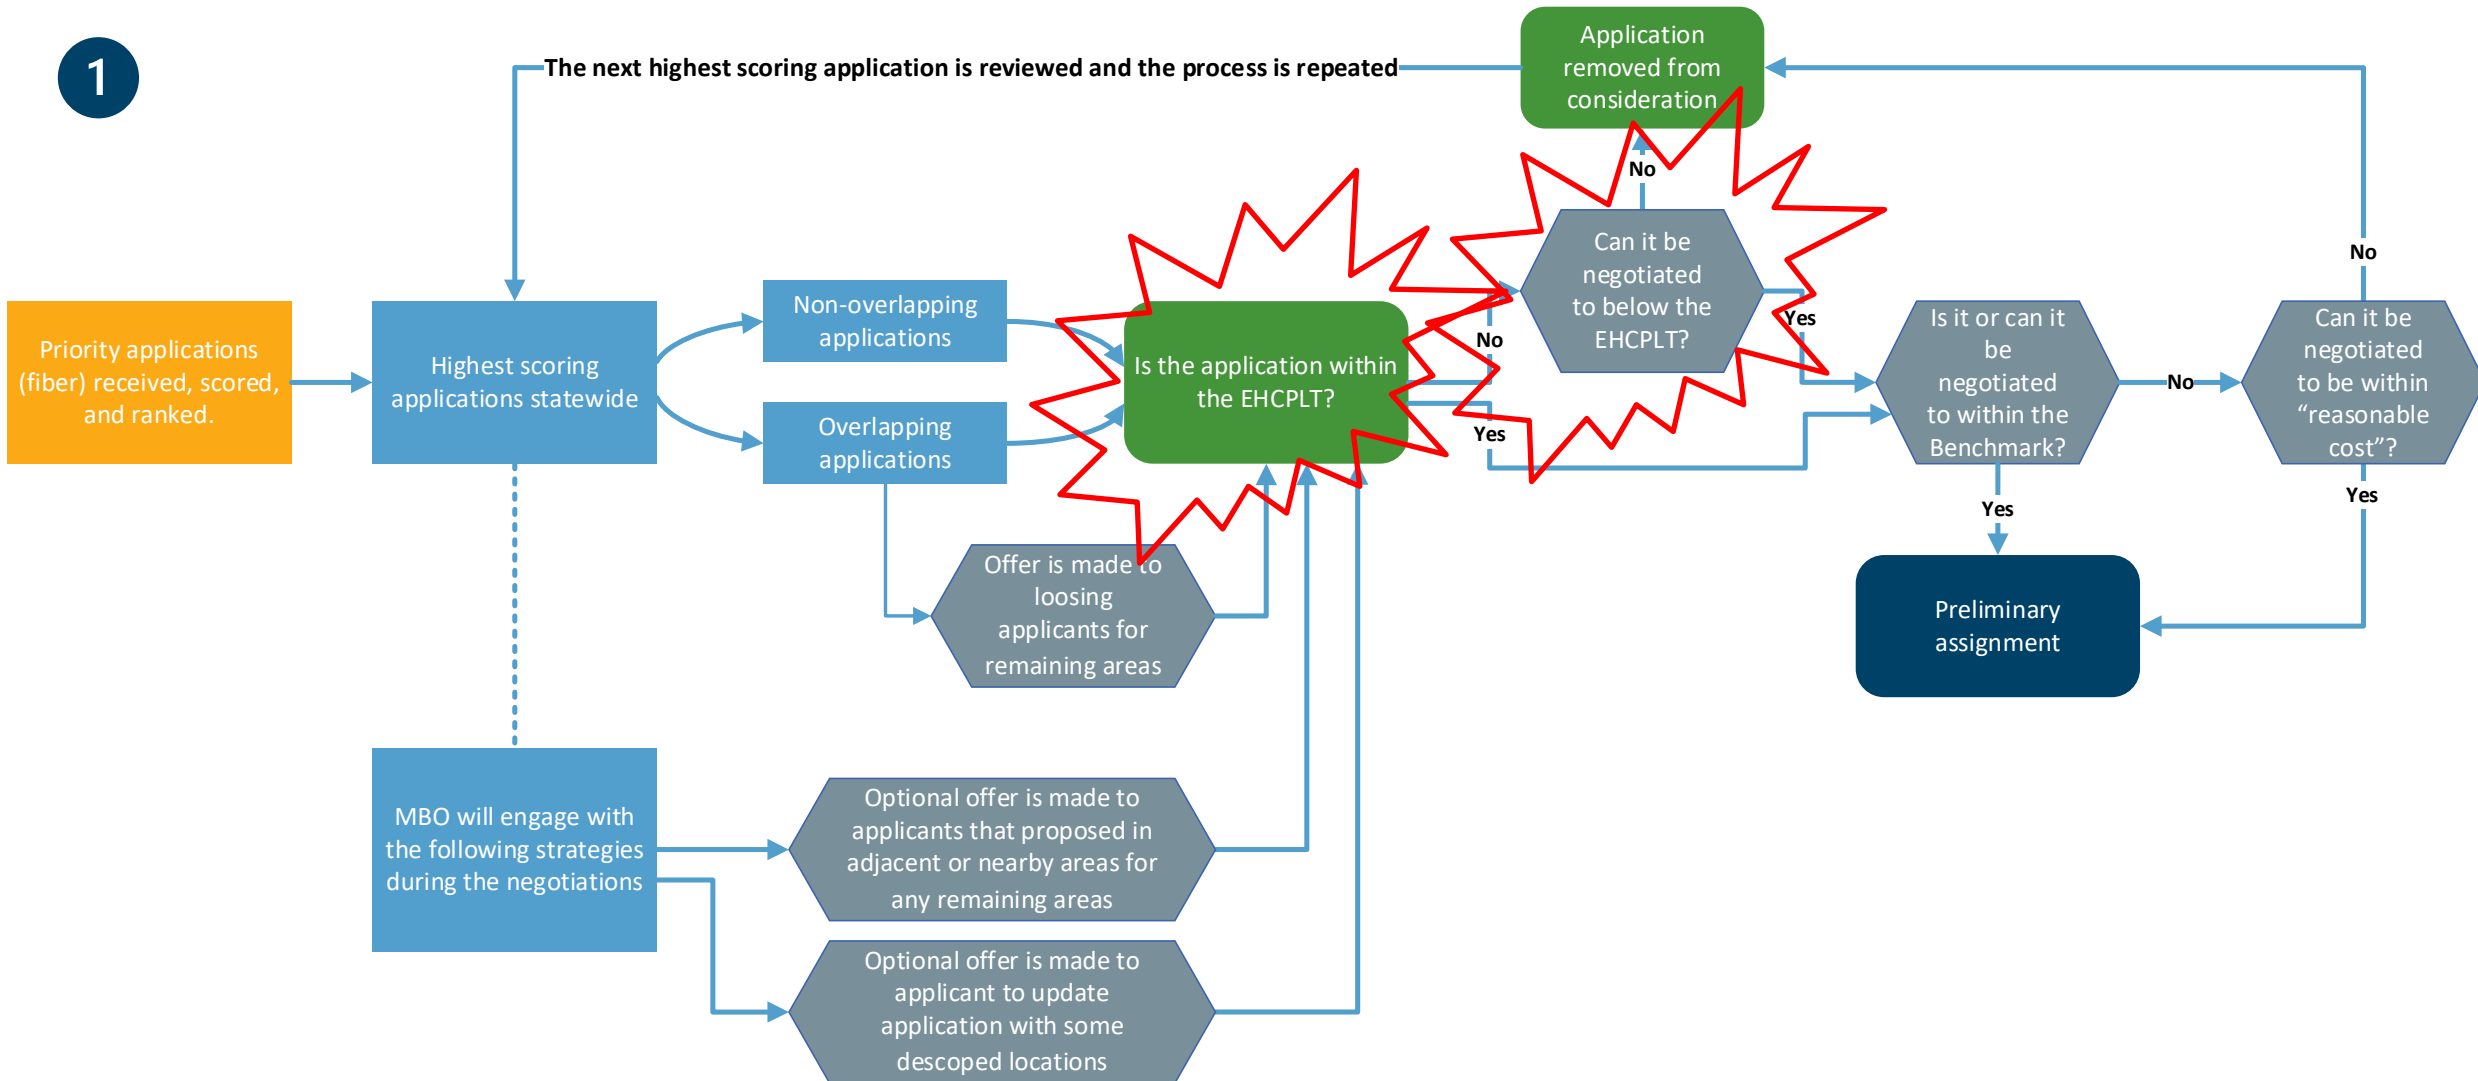 1
The next highest scoring application is reviewed and the process is repeated
Application
removed from
consideration
No
Can it be
negotiated
to below the
EHCPLT?
No
Yes
Priority applications
(fiber) received, scored,
and ranked.
Highest scoring
applications statewide
Non-overlapping
applications
Overlapping
applications
Is the application within
the EHCPLT?
No
Yes
Is it or can it
be
negotiated
to within the
Benchmark?
No
Can it be
negotiated
to be within
“reasonable
cost”?
Yes
Yes
Offer is made to
loosing
applicants for
remaining areas
Preliminary
assignment
MBO will engage with
the following strategies
during the negotiations
Optional offer is made to
applicants that proposed in
adjacent or nearby areas for
any remaining areas
Optional offer is made to
applicant to update
application with some
descoped locations